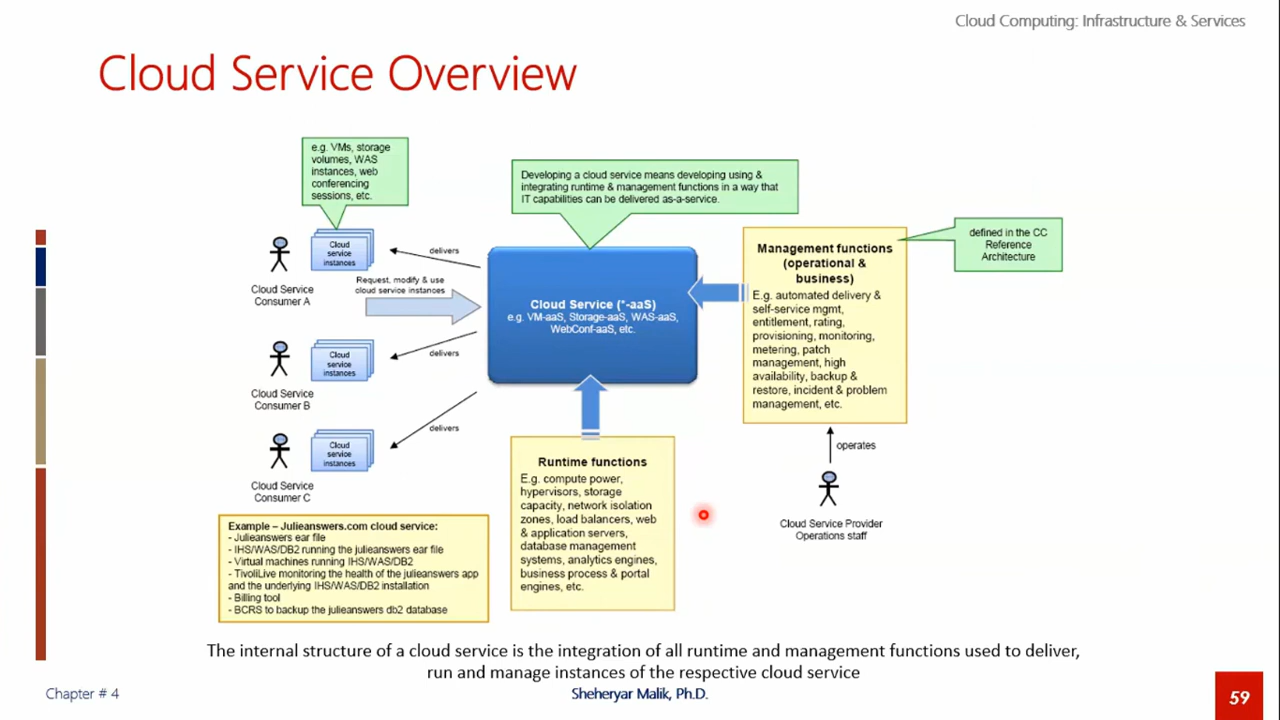 Cloud Computing: Infrastructure & Services
Cloud Service Overview
e.g. VMs, storage
volumes, WAS
instances, web
conferencing
sessions, etc.
Developing a cloud service means developing using &
integrating runtime & management functions in a way that
IT capabilities can be delivered as-a-service.
defined in the CC
Reference
Architecture
Cloud Service
Consumer A
Cloud
service
instances
delivers
Request, modify & use
cloud service instances
Cloud Service
Consumer B
Cloud
service
instances
delivers
Cloud Service
Consumer C
Cloud
service
instances
delivers
Cloud Service (*-aaS)
e.g. VM-aaS, Storage-aaS, WAS-aaS,
WebConf-aaS, etc.
Management functions
(operational &
business)
E.g. automated delivery &
self-service mgmt,
entitlement, rating,
provisioning, monitoring,
metering, patch
management, high
availability, backup &
restore, incident & problem
management, etc.
operates
Cloud Service Provider
Operations staff
Runtime functions
E.g. compute power,
hypervisors, storage
capacity, network isolation
zones, load balancers, web
& application servers,
database management
systems, analytics engines,
business process & portal
engines, etc.
Example – Julieanswers.com cloud service:
- Julieanswers ear file
- IHS/WAS/DB2 running the julieanswers ear file
- Virtual machines running IHS/WAS/DB2
- TivoliLive monitoring the health of the julieanswers app
and the underlying IHS/WAS/DB2 installation
- Billing tool
- BCRS to backup the julieanswers db2 database
The internal structure of a cloud service is the integration of all runtime and management functions used to deliver,
run and manage instances of the respective cloud service
Chapter # 4
Sheheryar Malik, Ph.D.
59